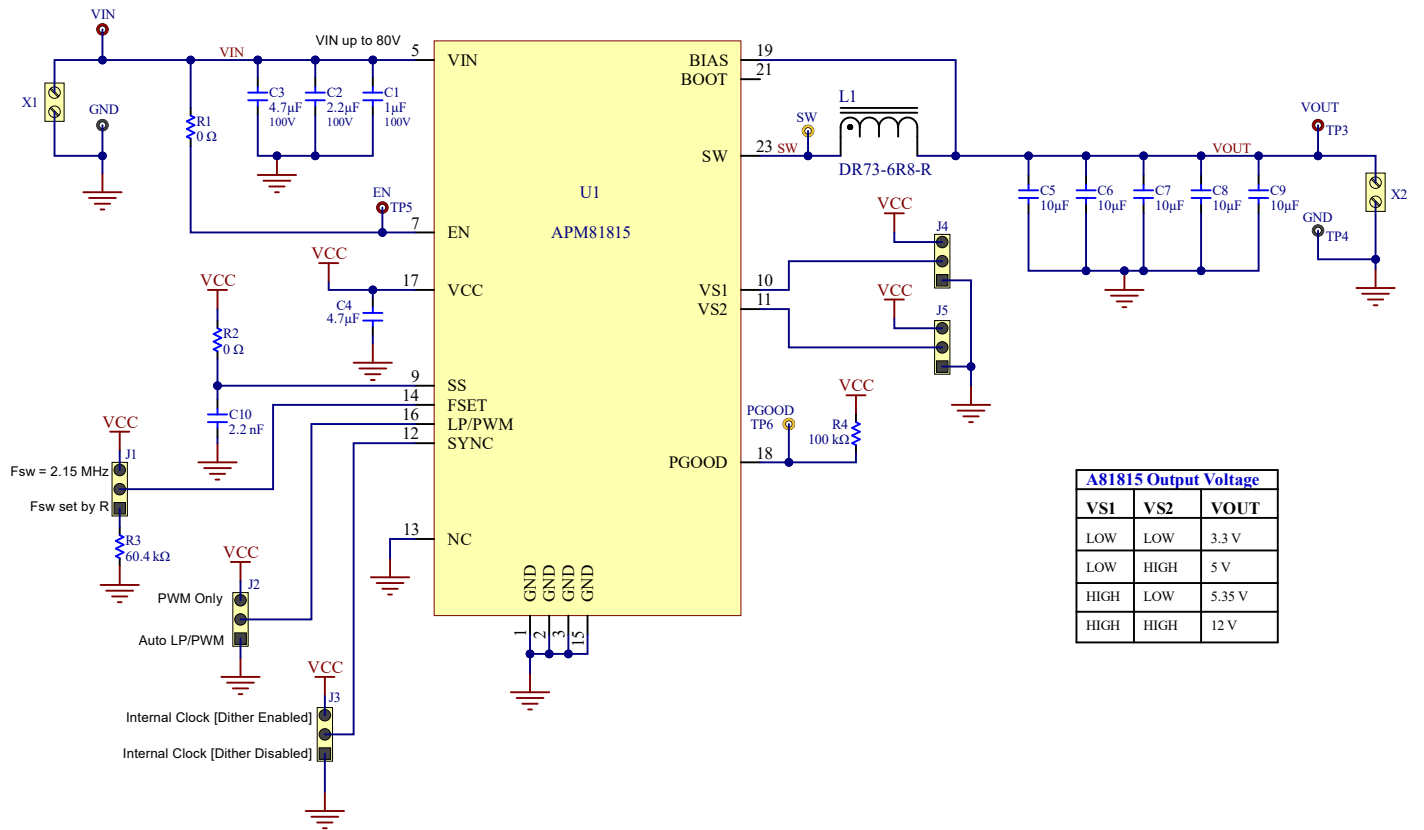 VIN
VIN up to 80V
VIN
X1
GND
R1
0 Ω
C3
4.7µF
100V
C2
2.2µF
100V
C1
1µF
100V
EN
TP5
VCC
C4
4.7µF
VCC
R2
0 Ω
C10
2.2 nF
VCC
J1
Fsw = 2.15 MHz
Fsw set by R
R3
60.4 kΩ
VCC
J2
PWM Only
Auto LP/PWM
VCC
J3
Internal Clock [Dither Enabled]
Internal Clock [Dither Disabled]
5
VIN
7
EN
17
VCC
9
SS
14
FSET
16
LP/PWM
12
SYNC
13
NC
U1
APM81815
GND
GND
GND
GND
1
2
3
15
BIAS
19
BOOT
21
SW
23
VS1
10
VS2
11
PGOOD
18
SW
SW
L1
DR73-6R8-R
VCC
J4
VCC
J5
PGOOD
TP6
VCC
R4
100 kΩ
VOUT
C5
10µF
C6
10µF
C7
10µF
C8
10µF
C9
10µF
VOUT
TP3
X2
GND
TP4
A81815 Output Voltage
VS1 VS2 VOUT
LOW LOW 3.3 V
LOW HIGH 5 V
HIGH LOW 5.35 V
HIGH HIGH 12 V